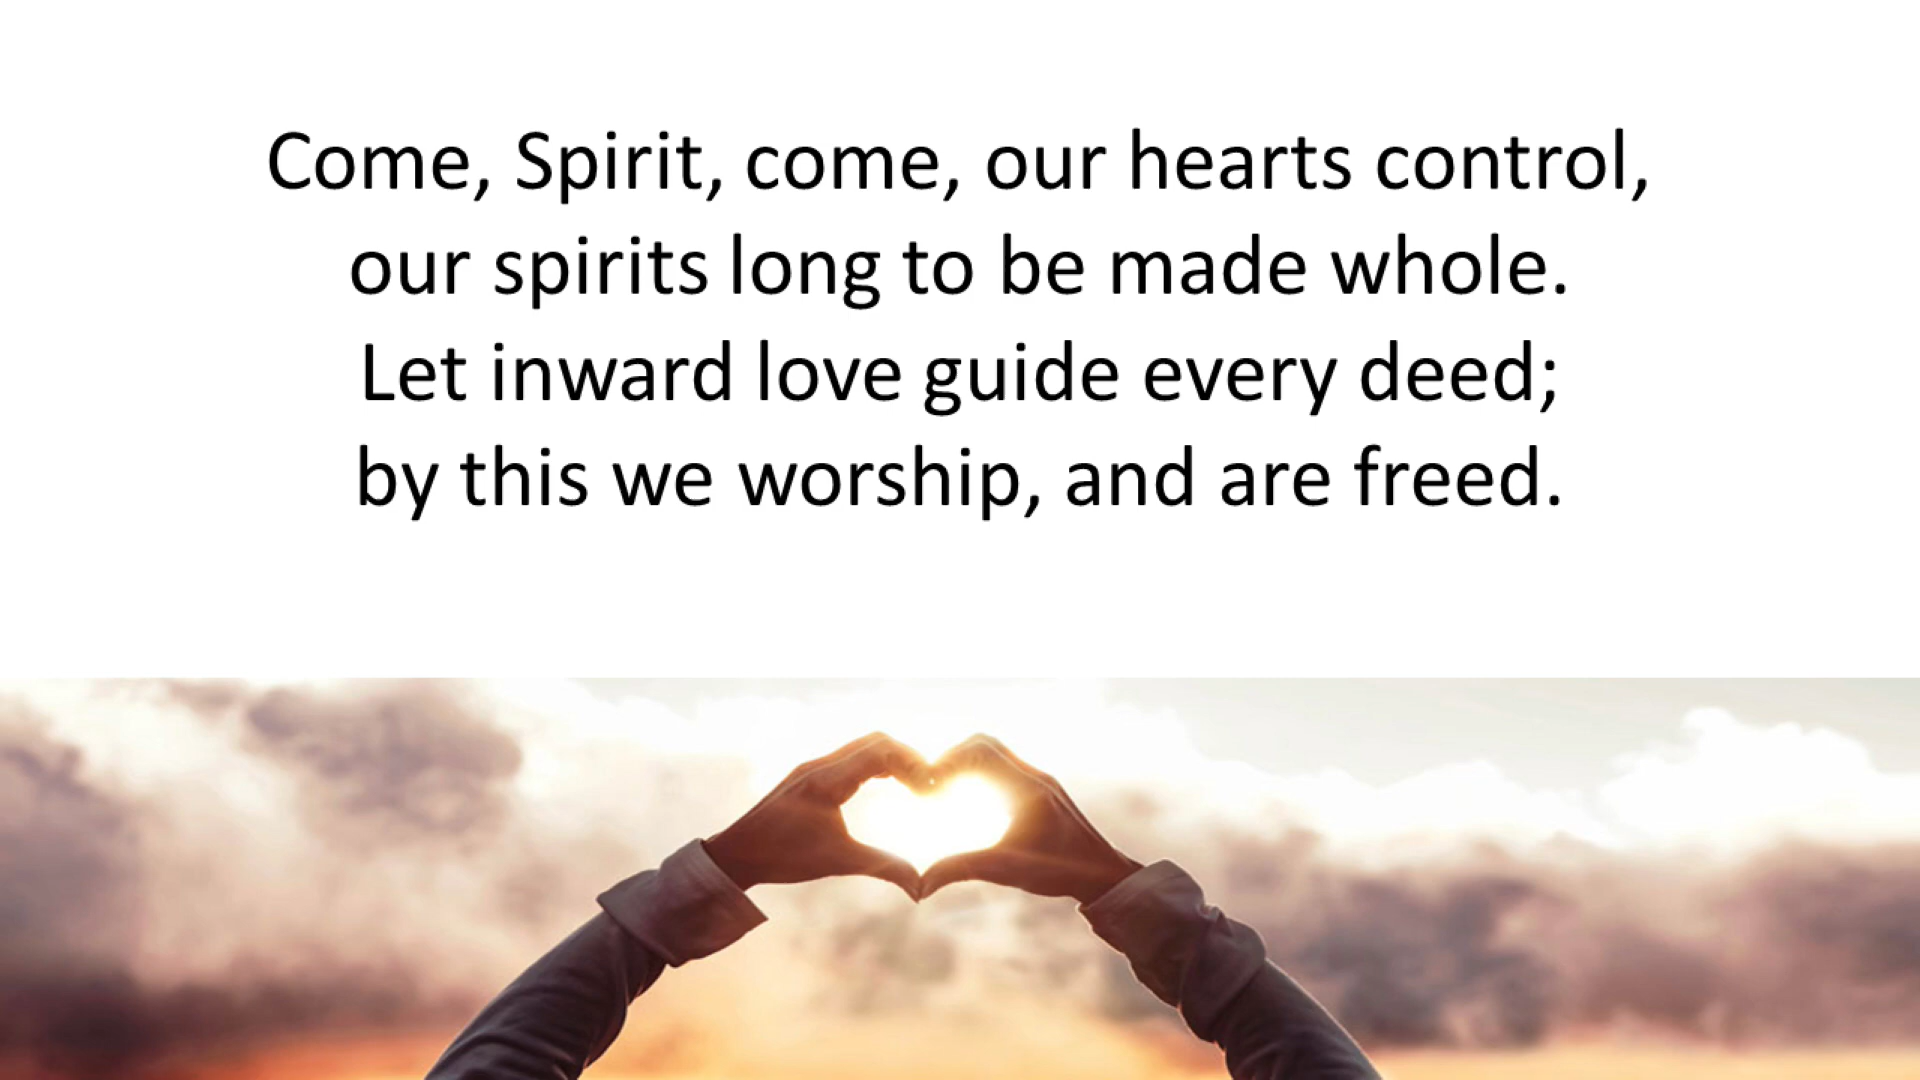 Come, Spirit, come, our hearts control,
our spirits long to be made whole.
Let inward love guide every deed;
by this we worship, and are freed.